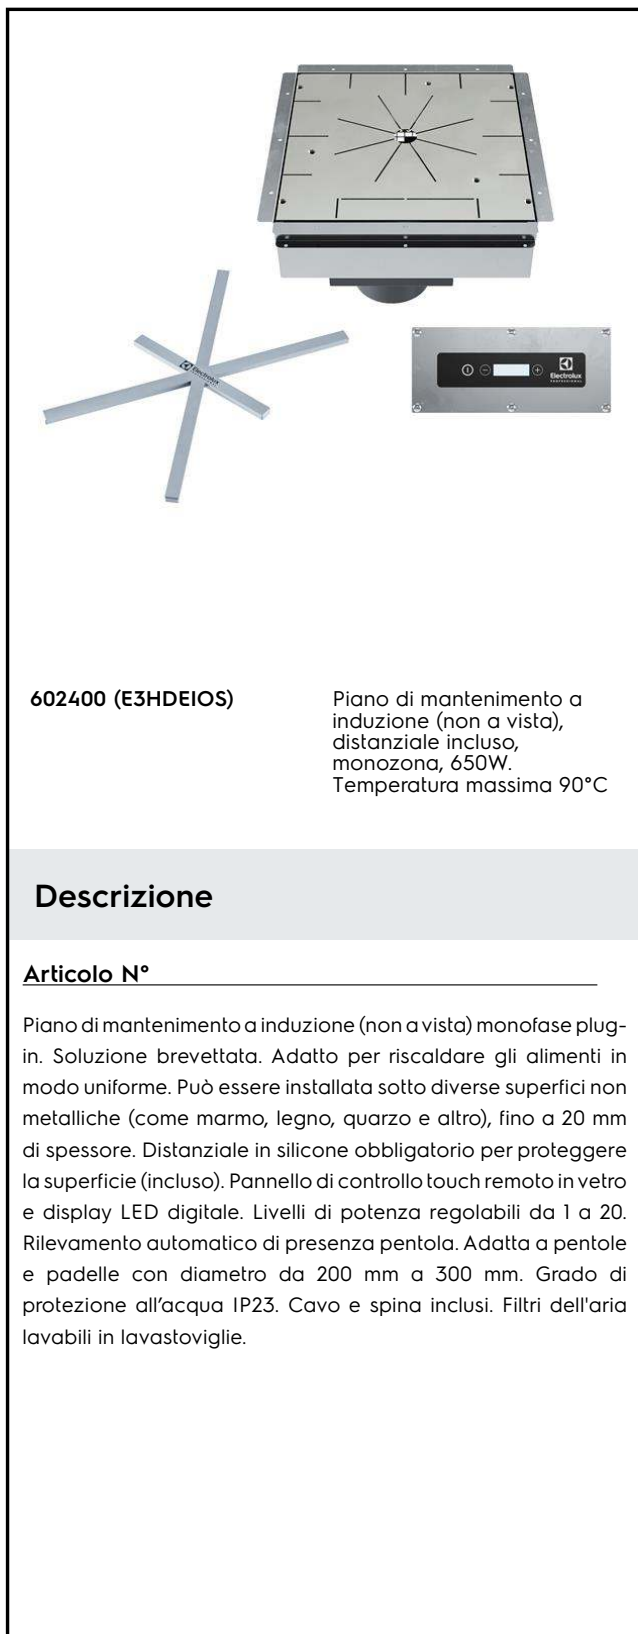 Electrolux
Electrolux
PROFESSIONAL
602400 (E3HDEIOS)
Piano di mantenimento a
induzione (non a vista),
distanziale incluso,
monozona, 650W.
Temperatura massima 90°C
Descrizione
Articolo N°
Piano di mantenimento a induzione (non a vista) monofase plug-
in. Soluzione brevettata. Adatto per riscaldare gli alimenti in
modo uniforme. Può essere installata sotto diverse superfici non
metalliche (come marmo, legno, quarzo e altro), fino a 20 mm
di spessore. Distanziale in silicone obbligatorio per proteggere
la superficie (incluso). Pannello di controllo touch remoto in vetro
e display LED digitale. Livelli di potenza regolabili da 1 a 20.
Rilevamento automatico di presenza pentola. Adatta a pentole
e padelle con diametro da 200 mm a 300 mm. Grado di
protezione all’acqua IP23. Cavo e spina inclusi. Filtri dell'aria
lavabili in lavastoviglie.